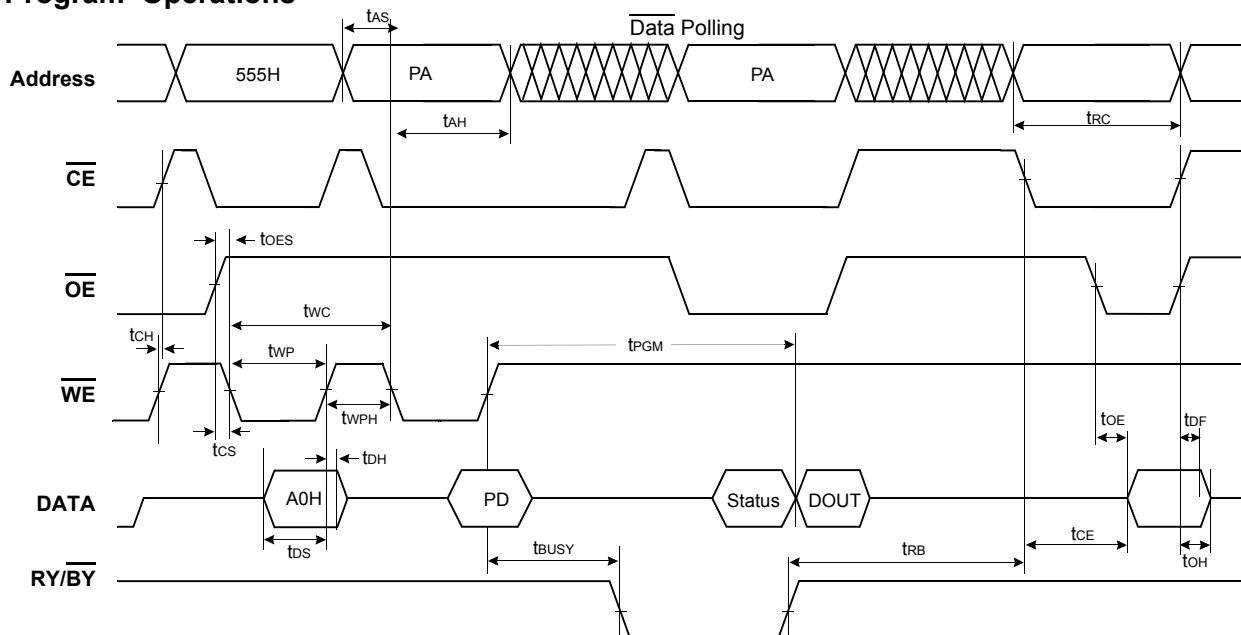 Program Operations
tAS
Data Polling
Address
555H
PA
PA
tAH
tRC
CE
tOES
OE
tWC
tCH
tWP
tPGM
WE
tWPH
tOE
tDF
tCS
tDH
DATA
A0H
PD
Status
DOUT
tDS
tBUSY
tRB
tCE
tOH
RY/BY